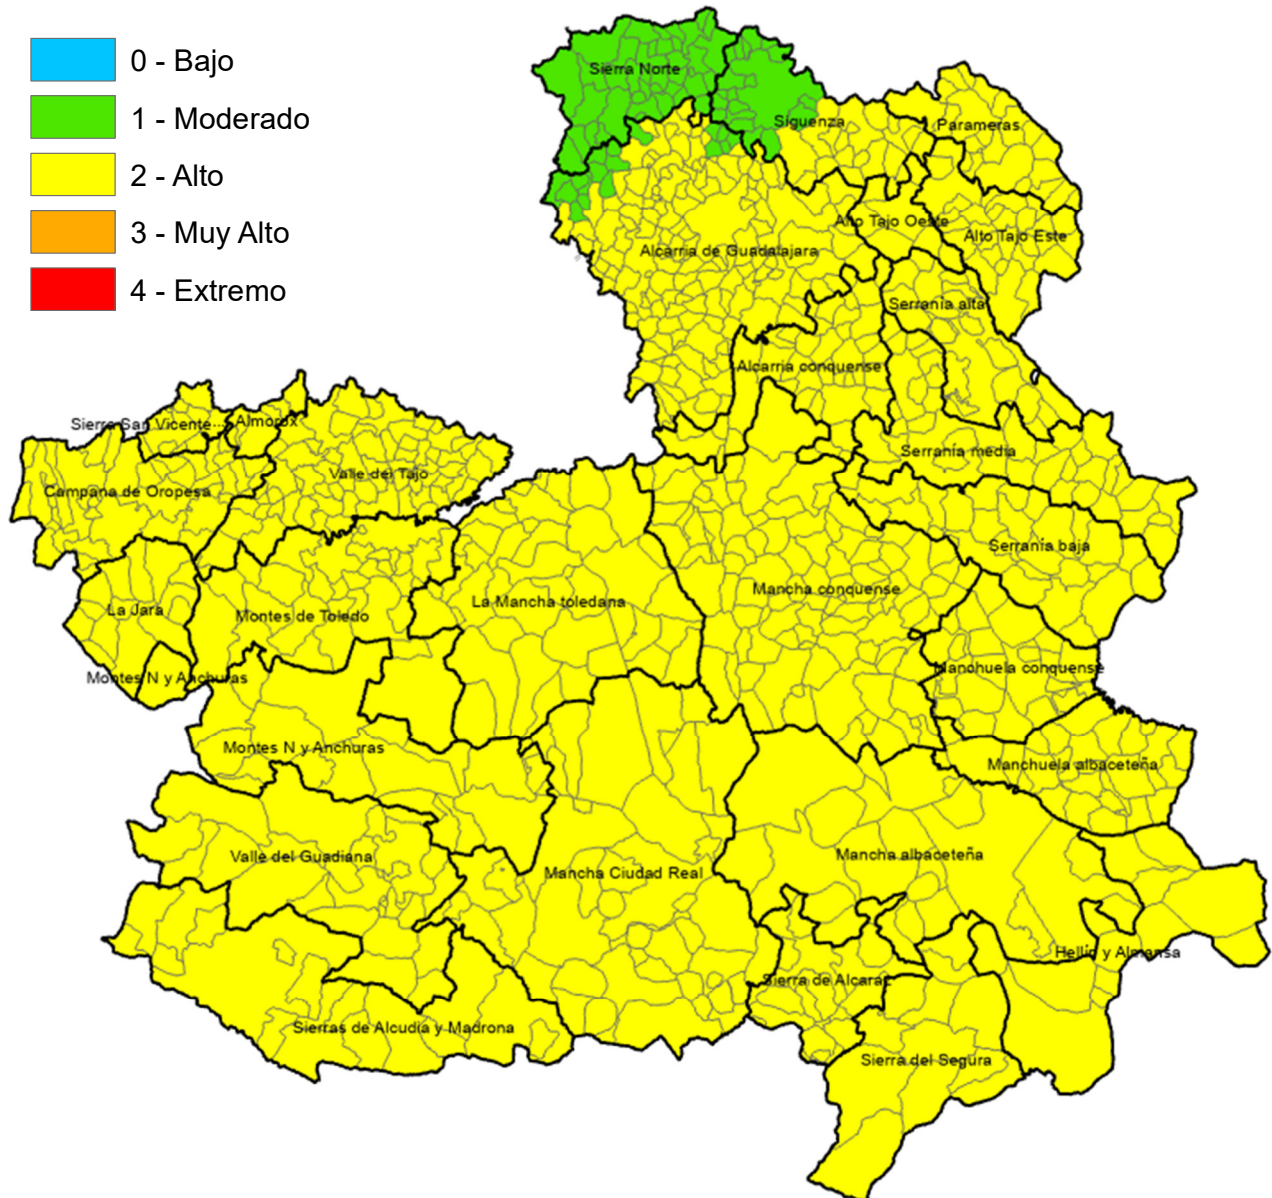 0 - Bajo
1 - Moderado
2 - Alto
3 - Muy Alto
4 - Extremo
Sierra Norte
Siguenza
Parameras
Alto Tajo Oeste
Alto Tajo Este
Alcarria de Guadalajara
Serranía alta
Alcarria conquense
Sierra San Vicente
Almorox
Serranía media
Valle del Tajo
Campana de Oropesa
Serranía baja
Mancha conquense
La Mancha toledana
La Jara
Montes de Toledo
Manchuela conquense
Montes N y Anchuras
Montes N y Anchuras
Manchuela albaceteña
Mancha albaceteña
Valle del Guadiana
Mancha Ciudad Real
Hellín y Almansa
Sierra de Alcaraz
Sierras de Alcudia y Madrona
Sierra del Segura